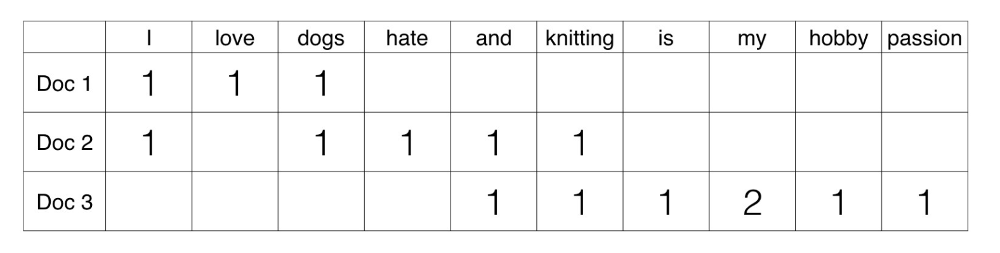 I love dogs hate and knitting is my hobby passion
Doc 1 1 1 1
Doc 2 1 1 1 1 1
Doc 3 1 1 1 2 1 1